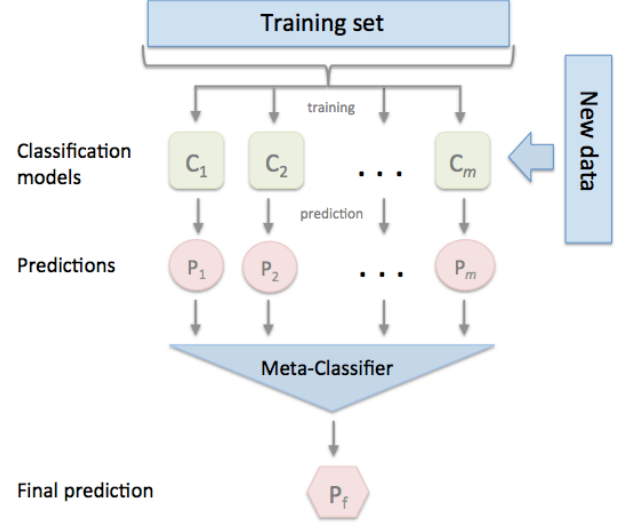 Training set
training
New data
Classification
models
C1 C2 . . . Cm
prediction
Predictions
P1 P2 . . . Pm
Meta-Classifier
Final prediction
Pf